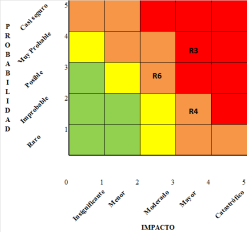 PROBABILIDAD
Casi seguro
Muy Probable
Posible
Improbable
Raro
5
4
3
2
1
R3
R6
R4
0 1 2 3 4 5
Insignificante
Menor
Moderado
Mayor
Catastrófico
IMPACTO